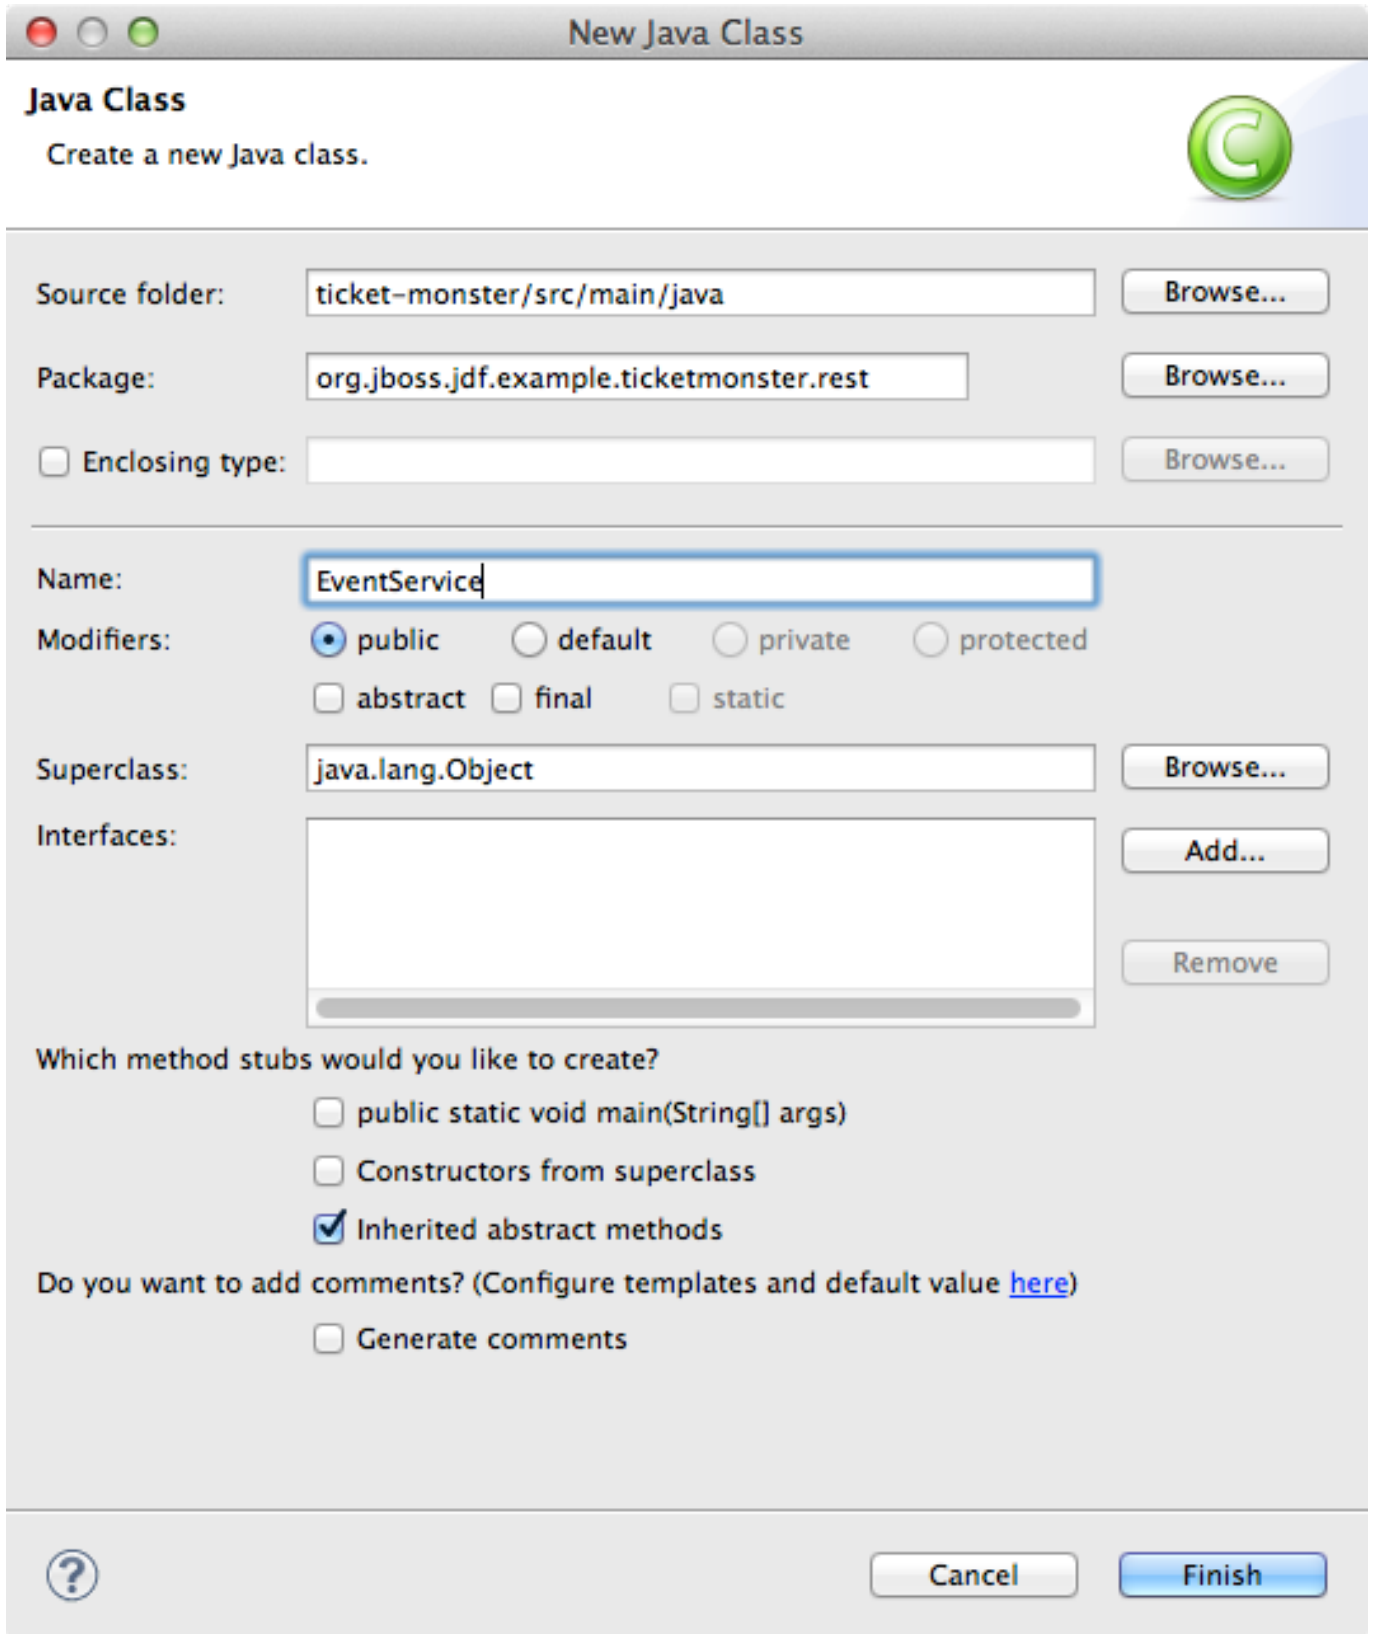 New Java Class
Java Class
Create a new Java class.
C
Source folder: ticket-monster/src/main/java Browse...
Package: org.jboss.jdf.example.ticketmonster.rest Browse...
Enclosing type: Browse...
Name: EventService
Modifiers: public default private protected
abstract final static
Superclass: java.lang.Object Browse...
Interfaces: Add...
Remove
Which method stubs would you like to create?
public static void main(String[] args)
Constructors from superclass
Inherited abstract methods
Do you want to add comments? (Configure templates and default value here)
Generate comments
? Cancel Finish